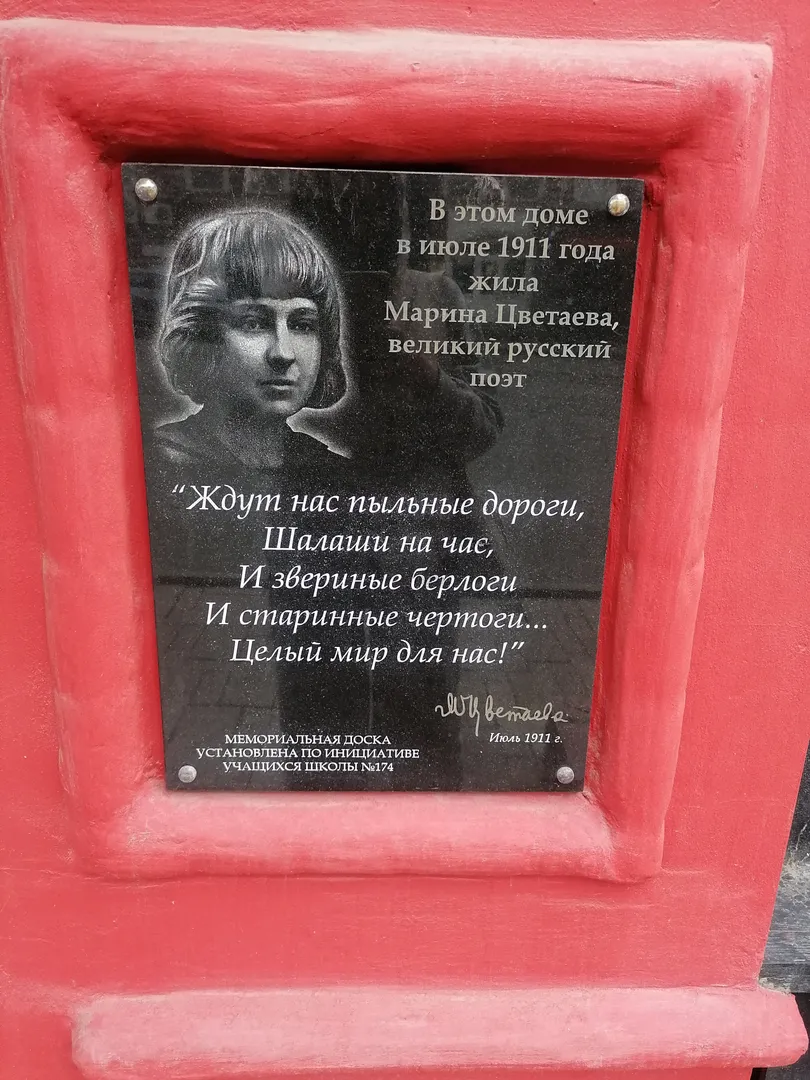 В этом доме
в июле 1911 года
жила
Марина Цветаева,
великий русский
поэт
“Ждут нас пыльные дороги,
Шалаши на час,
И звериные берлоги
И старинные чертоги...
Целый мир для нас!”
МЦветаева
Июль 1911 г.
МЕМОРИАЛЬНАЯ ДОСКА
УСТАНОВЛЕНА ПО ИНИЦИАТИВЕ
УЧАЩИХСЯ ШКОЛЫ №174